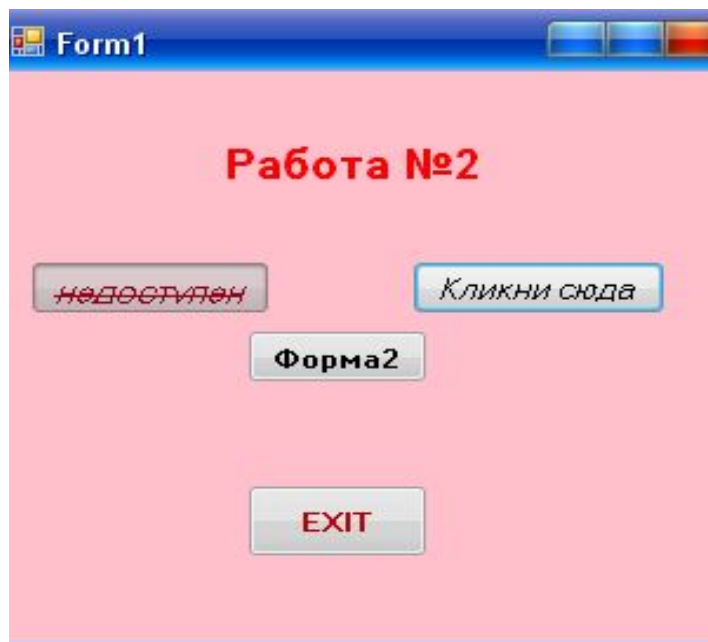 Form1
Работа №2
недоступен
Кликни сюда
Форма2
EXIT